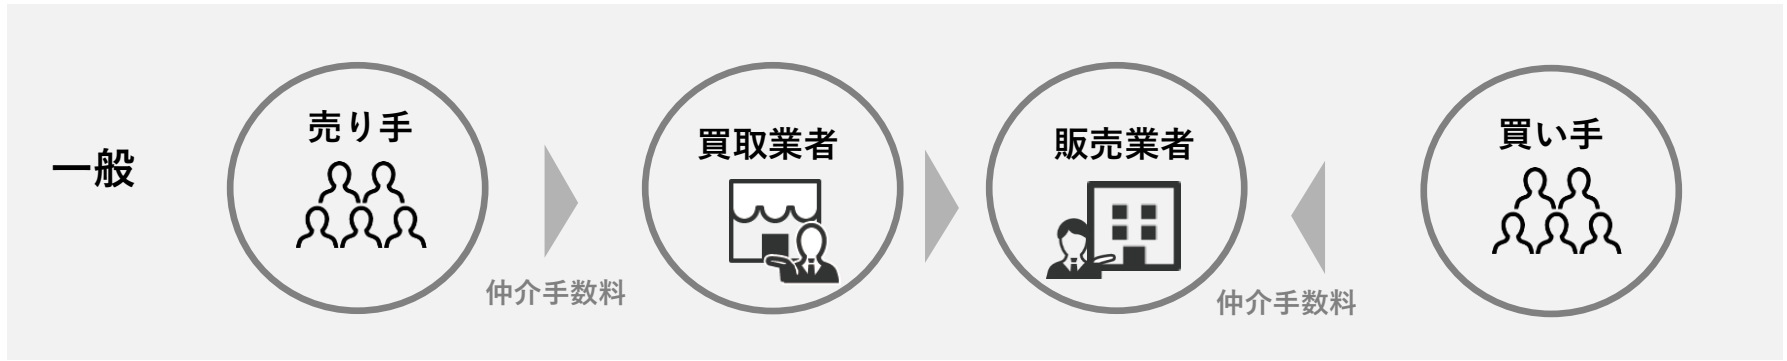 一般
売り手
仲介手数料
買取業者
販売業者
仲介手数料
買い手